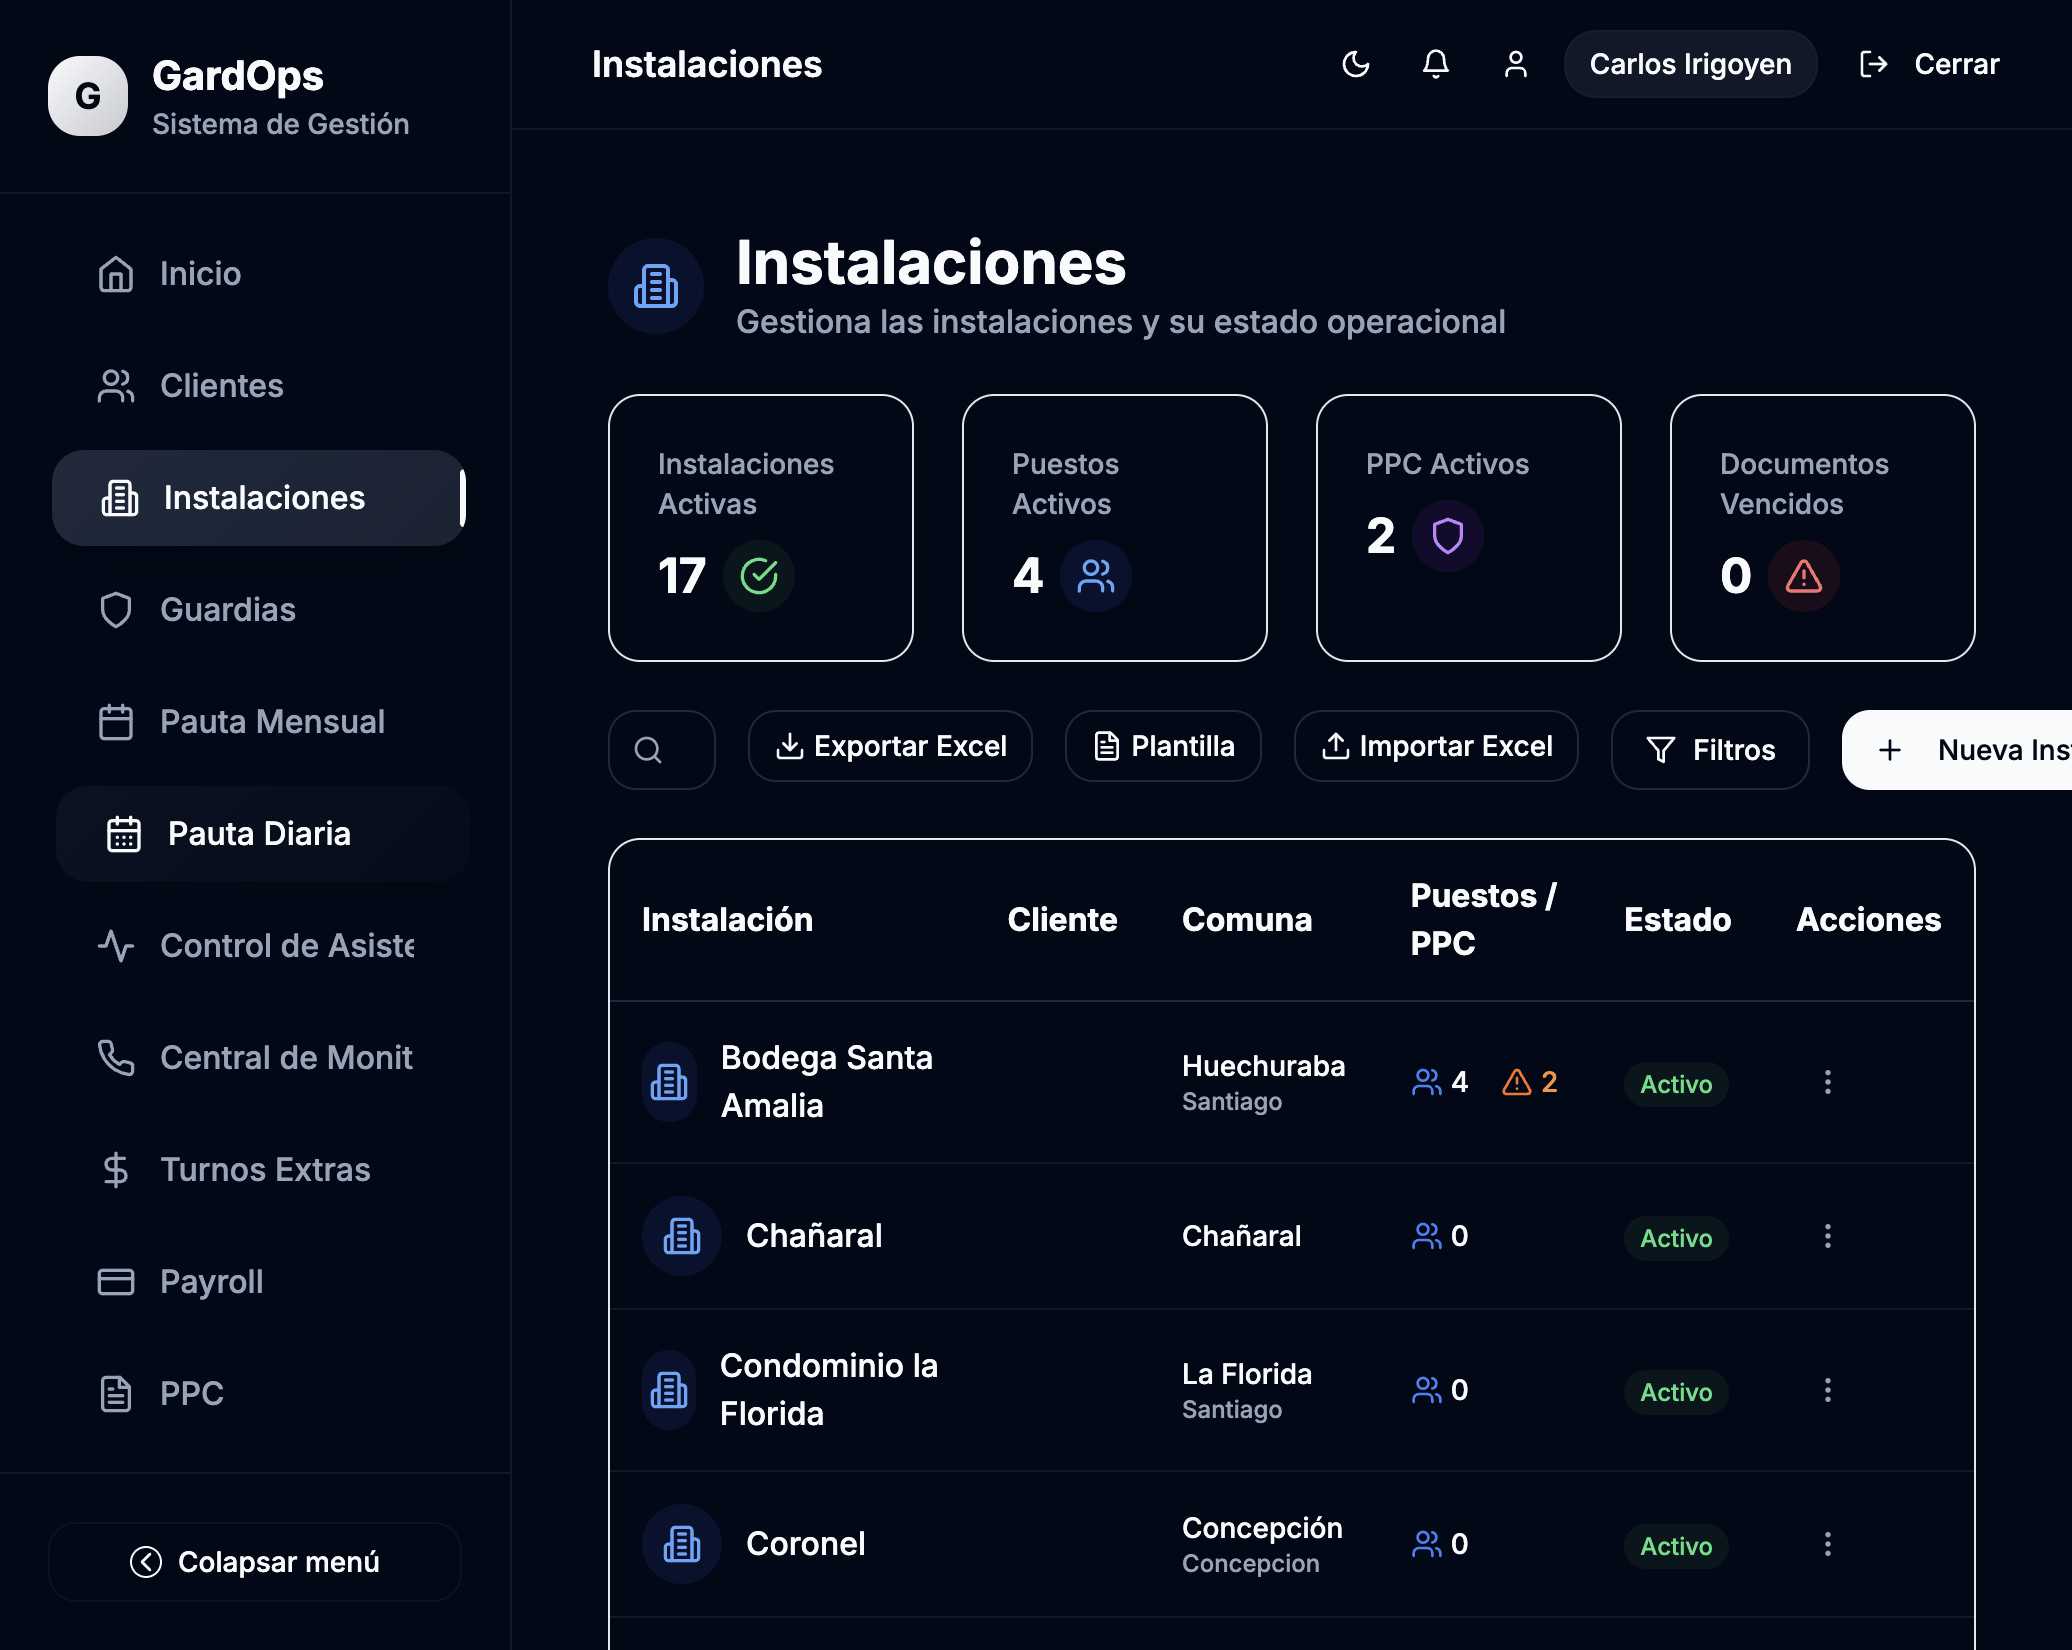 G
GardOps
Sistema de Gestión
Inicio
Clientes
Instalaciones
Guardias
Pauta Mensual
Pauta Diaria
Control de Asiste
Central de Monit
Turnos Extras
Payroll
PPC
Colapsar menú
Instalaciones
Carlos Irigoyen
Cerrar
Instalaciones
Gestiona las instalaciones y su estado operacional
Instalaciones
Activas
17
Puestos
Activos
4
PPC Activos
2
Documentos
Vencidos
0
Exportar Excel
Plantilla
Importar Excel
Filtros
Nueva Ins
Instalación
Cliente
Comuna
Puestos /
PPC
Estado
Acciones
Bodega Santa
Amalia
Huechuraba
Santiago
4
2
Activo
Chañaral
Chañaral
0
Activo
Condominio la
Florida
La Florida
Santiago
0
Activo
Coronel
Concepción
Concepcion
0
Activo